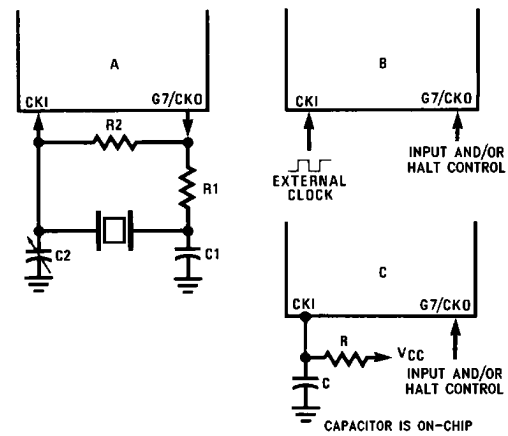 A
CKI
G7/CKO
R2
R1
C2
C1
B
CKI
G7/CKO
EXTERNAL
CLOCK
INPUT AND/OR
HALT CONTROL
C
CKI
G7/CKO
R
VCC
C
INPUT AND/OR
HALT CONTROL
CAPACITOR IS ON-CHIP